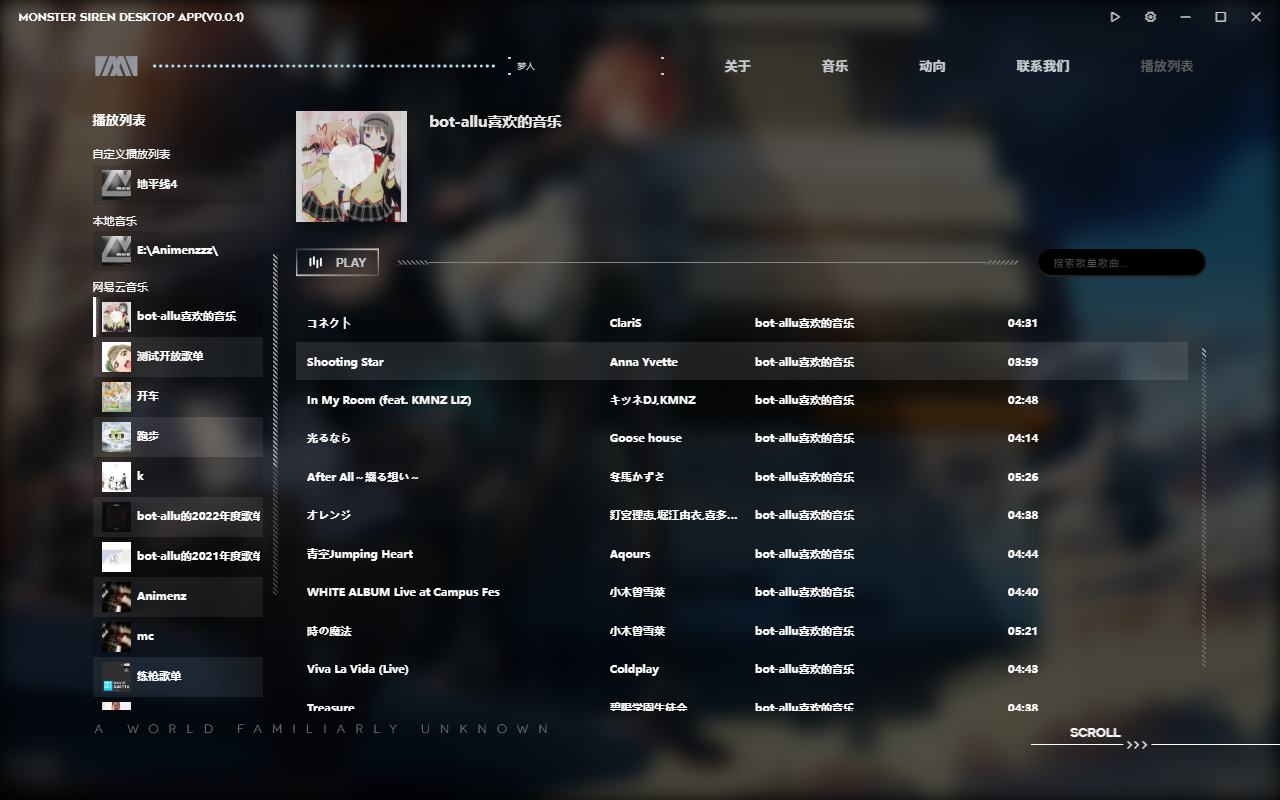 MONSTER SIREN DESKTOP APP(V0.0.1)
梦人
关于 音乐 动向 联系我们 播放列表
播放列表
自定义播放列表
地平线4
本地音乐
E:\Animenzzz\
网易云音乐
bot-allu喜欢的音乐
测试开放歌单
开车
跑步
k
bot-allu的2022年度歌单
bot-allu的2021年度歌单
Animenz
mc
练枪歌单
bot-allu喜欢的音乐
PLAY
搜索歌单歌曲...
コネクト ClariS bot-allu喜欢的音乐 04:31
Shooting Star Anna Yvette bot-allu喜欢的音乐 03:59
In My Room (feat. KMNZ LIZ) キッネDJ,KMNZ bot-allu喜欢的音乐 02:48
光るなら Goose house bot-allu喜欢的音乐 04:14
After All～綴る想い～ 冬馬かずさ bot-allu喜欢的音乐 05:26
オレンジ 釘宮理恵,堀江由衣,喜多... bot-allu喜欢的音乐 04:38
青空Jumping Heart Aqours bot-allu喜欢的音乐 04:44
WHITE ALBUM Live at Campus Fes 小木曽雪菜 bot-allu喜欢的音乐 04:40
時の魔法 小木曽雪菜 bot-allu喜欢的音乐 05:21
Viva La Vida (Live) Coldplay bot-allu喜欢的音乐 04:43
Treasure 碧陽学園生徒会 bot-allu喜欢的音乐 04:38
A WORLD FAMILIARLY UNKNOWN
SCROLL